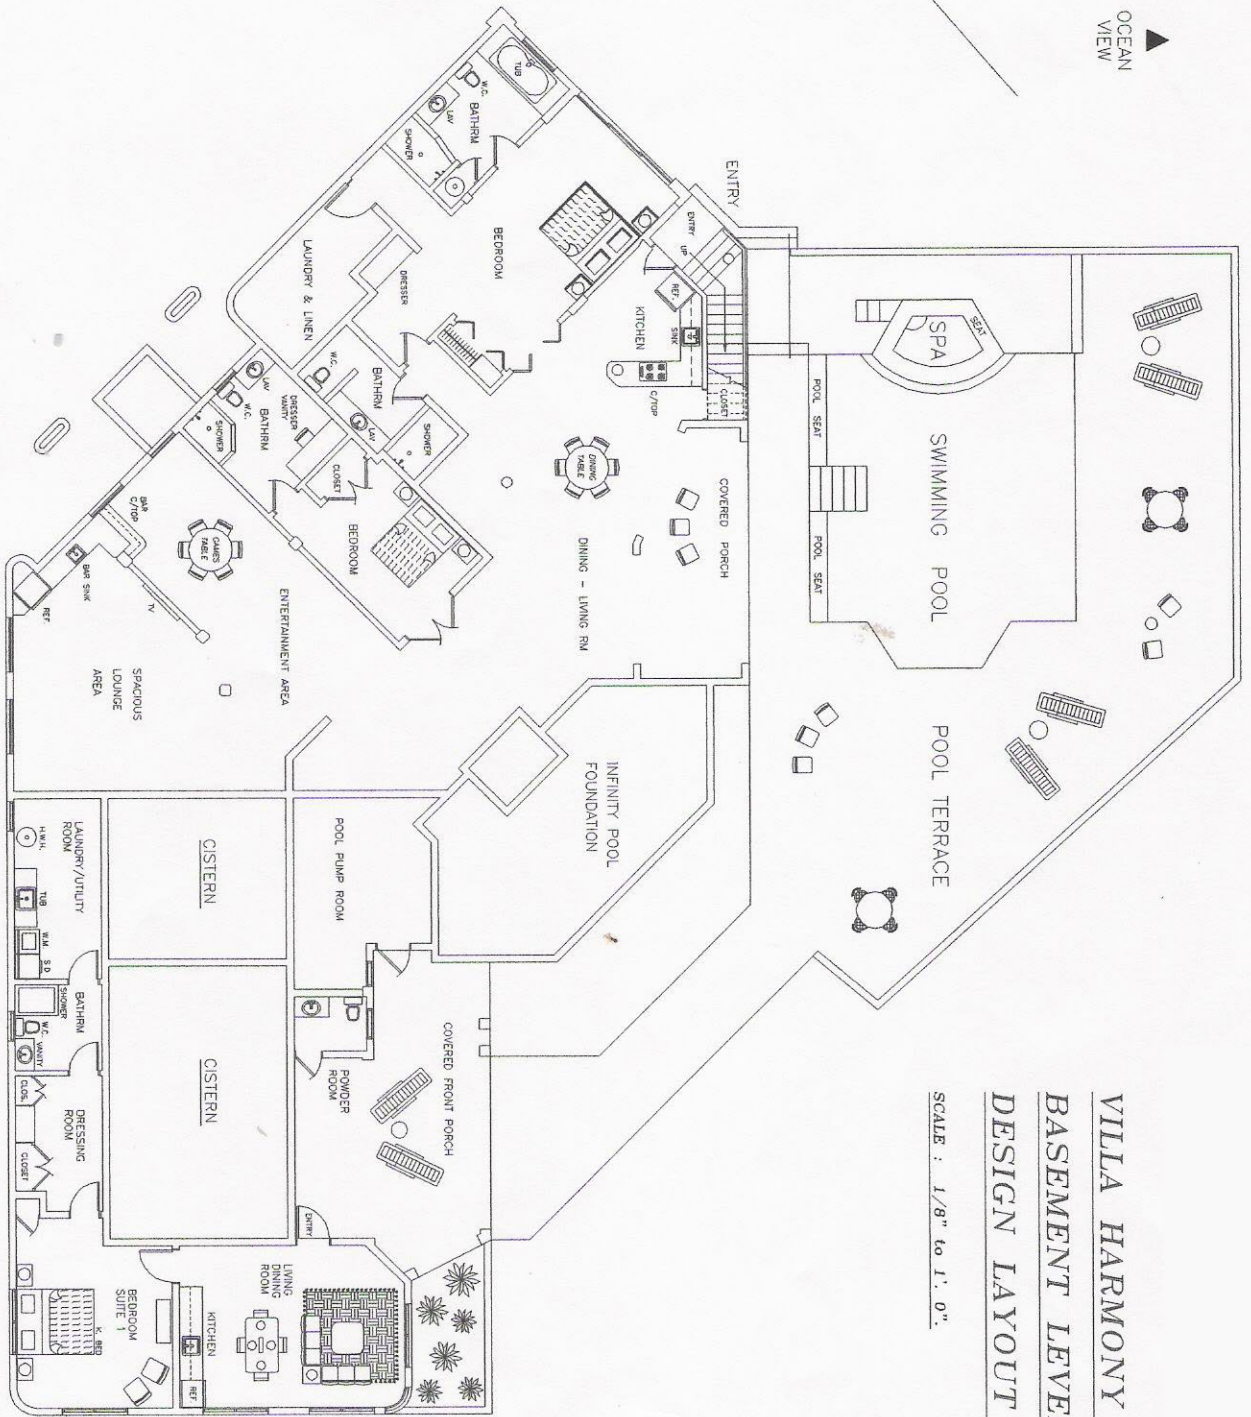 OCEAN
VIEW
VILLA HARMONY
BASEMENT LEVE
DESIGN LAYOUT
SCALE : 1/8" to 1'. 0".
SEAT
SPA
POOL SEAT
SWIMMING POOL
POOL SEAT
POOL TERRACE
ENTRY
ENTRY
UP
REF.
SINK
KITCHEN
C/TOP
CLOSET
COVERED PORCH
DINING
TABLE
DINING - LIVING RM
TUB
W.C.
LAV
BATHRM
SHOWER
BEDROOM
DRESSER
LAUNDRY & LINEN
W.C.
BATHRM
LAV
SHOWER
LAV
W.C.
BATHRM
SHOWER
DRESSER
VANITY
CLOSET
BEDROOM
BAR
C/TOP
BAR SINK
REF.
TV
GAMES
TABLE
ENTERTAINMENT AREA
SPACIOUS
LOUNGE
AREA
INFINITY POOL
FOUNDATION
POOL PUMP ROOM
CISTERN
CISTERN
LAUNDRY/UTILITY
ROOM
H.W.H.
TUB
W.M.
S D
SHOWER
BATHRM
W.C.
VANITY
CLOS.
DRESSING
ROOM
CLOSET
POWDER
ROOM
COVERED FRONT PORCH
ENTRY
LIVING
DINING
ROOM
KITCHEN
REF.
BEDROOM
SUITE 1
K. BED